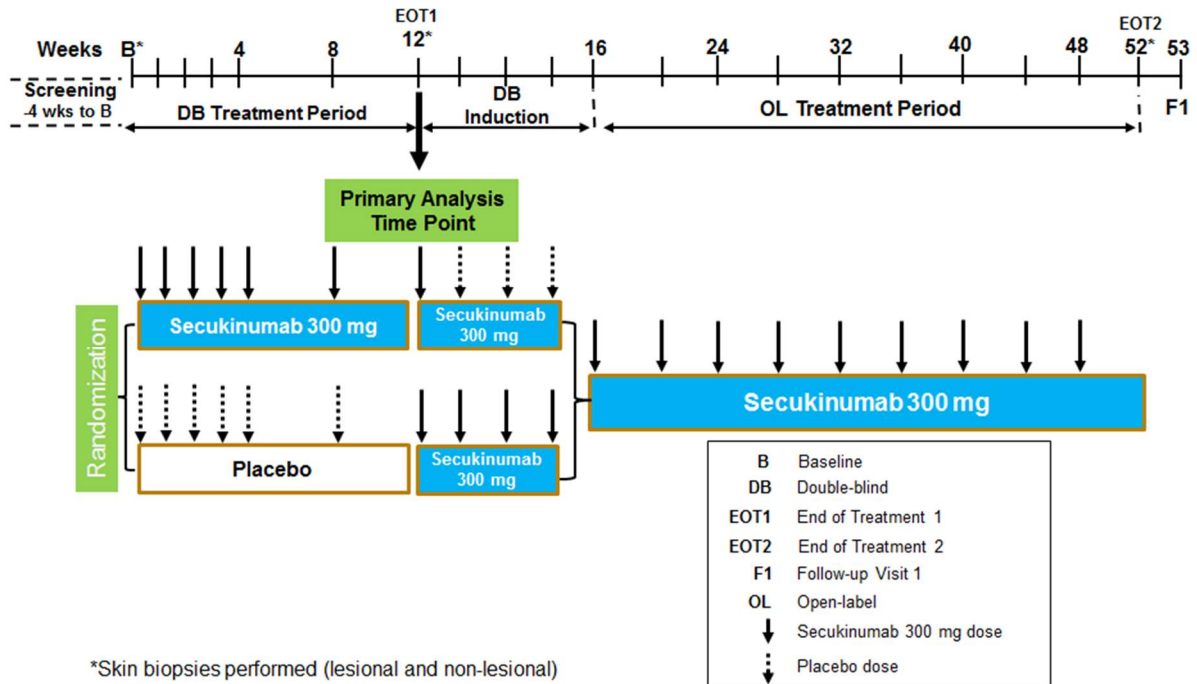 EOT1
EOT2
Weeks B* 4 8 12* 16 24 32 40 48 52* 53
Screening
-4 wks to B
DB Treatment Period
DB
Induction
OL Treatment Period
F1
Primary Analysis
Time Point
Randomization
Secukinumab 300 mg
Secukinumab
300 mg
Placebo
Secukinumab
300 mg
Secukinumab 300 mg
B Baseline
DB Double-blind
EOT1 End of Treatment 1
EOT2 End of Treatment 2
F1 Follow-up Visit 1
OL Open-label
Secukinumab 300 mg dose
Placebo dose
*Skin biopsies performed (lesional and non-lesional)